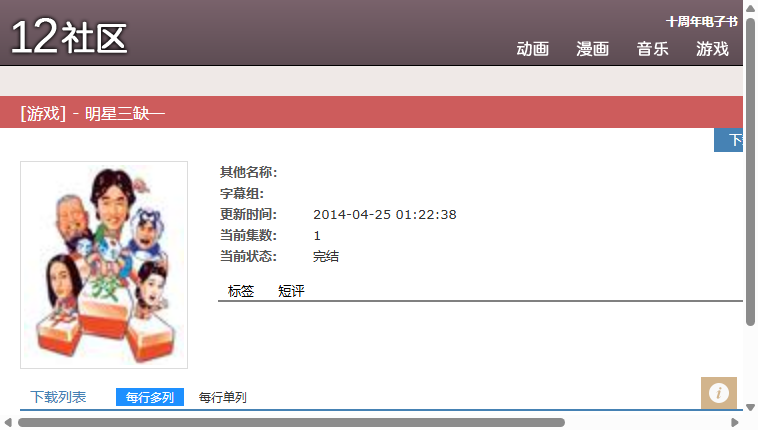 12社区
十周年电子书
动画 漫画 音乐 游戏
[游戏] - 明星三缺一
下
其他名称:
字幕组:
更新时间: 2014-04-25 01:22:38
当前集数: 1
当前状态: 完结
标签 短评
發
下载列表 每行多列 每行单列
i